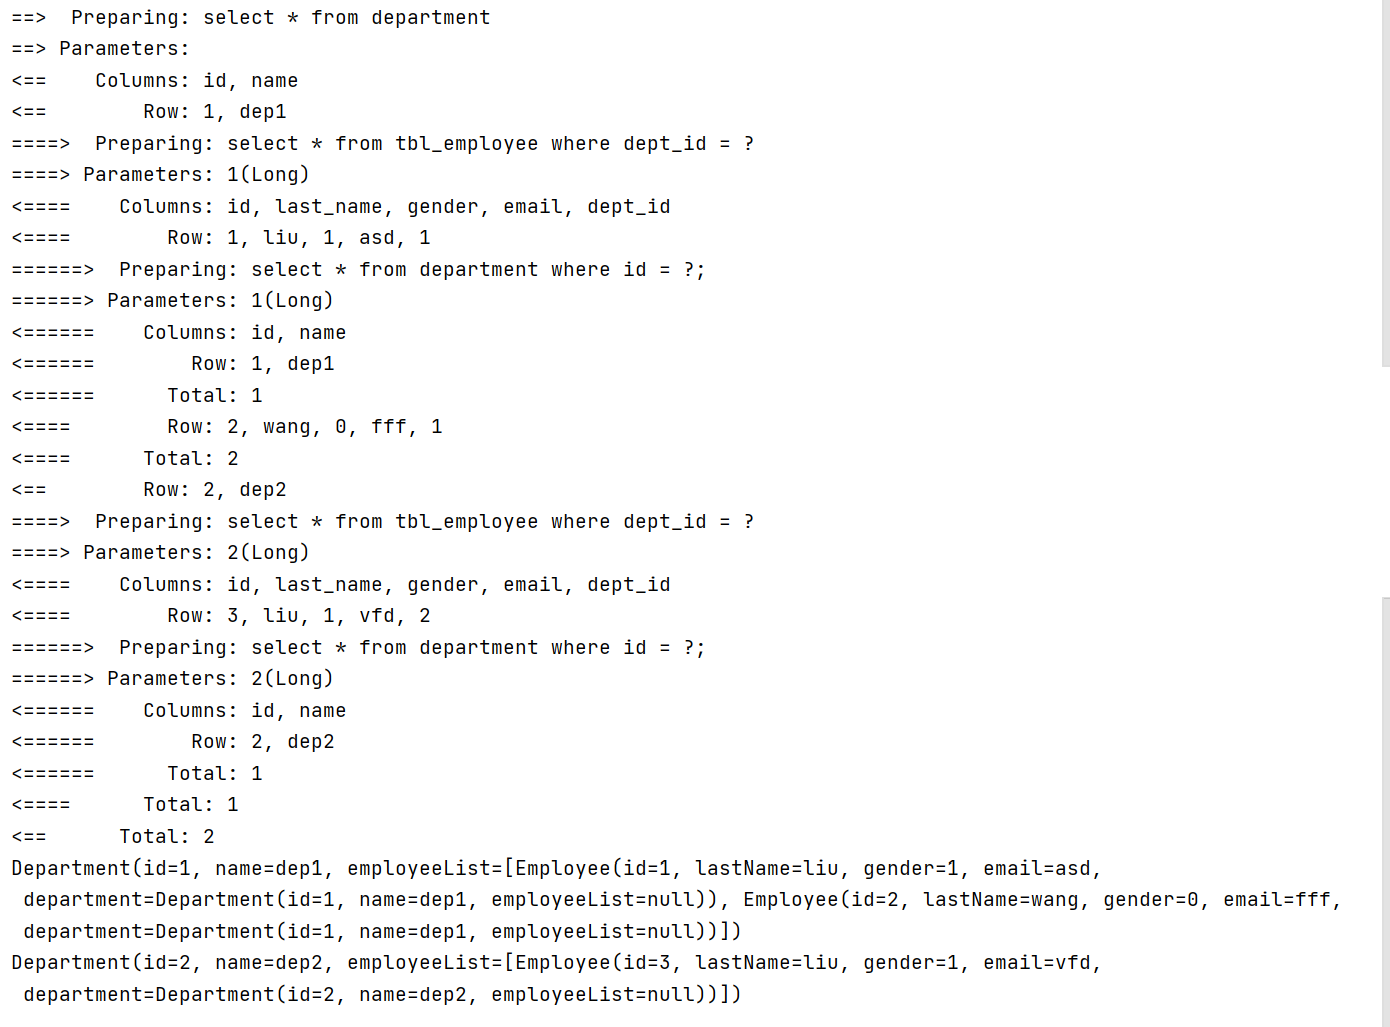 ==>  Preparing: select * from department
==> Parameters:
<==    Columns: id, name
<==        Row: 1, dep1
====>  Preparing: select * from tbl_employee where dept_id = ?
====> Parameters: 1(Long)
<====    Columns: id, last_name, gender, email, dept_id
<====        Row: 1, liu, 1, asd, 1
======>  Preparing: select * from department where id = ?;
======> Parameters: 1(Long)
<======    Columns: id, name
<======        Row: 1, dep1
<======      Total: 1
<====        Row: 2, wang, 0, fff, 1
<====      Total: 2
<==        Row: 2, dep2
====>  Preparing: select * from tbl_employee where dept_id = ?
====> Parameters: 2(Long)
<====    Columns: id, last_name, gender, email, dept_id
<====        Row: 3, liu, 1, vfd, 2
======>  Preparing: select * from department where id = ?;
======> Parameters: 2(Long)
<======    Columns: id, name
<======        Row: 2, dep2
<======      Total: 1
<====      Total: 1
<==      Total: 2
Department(id=1, name=dep1, employeeList=[Employee(id=1, lastName=liu, gender=1, email=asd,
 department=Department(id=1, name=dep1, employeeList=null)), Employee(id=2, lastName=wang, gender=0, email=fff,
 department=Department(id=1, name=dep1, employeeList=null))])
Department(id=2, name=dep2, employeeList=[Employee(id=3, lastName=liu, gender=1, email=vfd,
 department=Department(id=2, name=dep2, employeeList=null))])